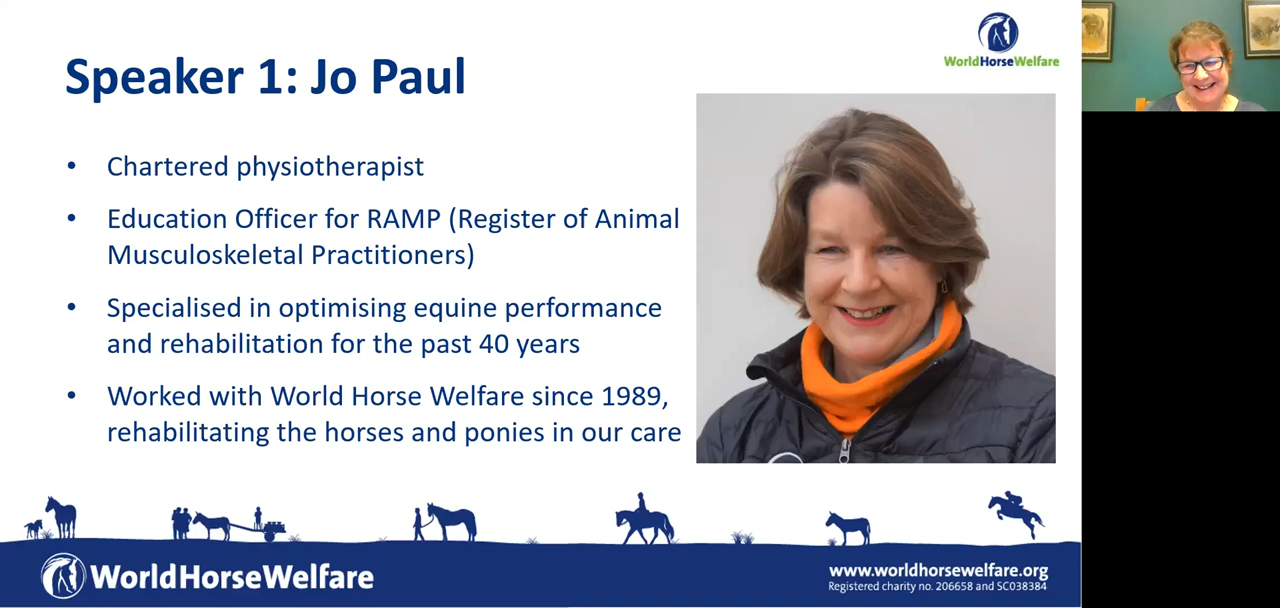 WorldHorseWelfare
Speaker 1: Jo Paul
• Chartered physiotherapist
• Education Officer for RAMP (Register of Animal
Musculoskeletal Practitioners)
• Specialised in optimising equine performance
and rehabilitation for the past 40 years
• Worked with World Horse Welfare since 1989,
rehabilitating the horses and ponies in our care
WorldHorseWelfare
www.worldhorsewelfare.org
Registered charity no. 206658 and SC038384